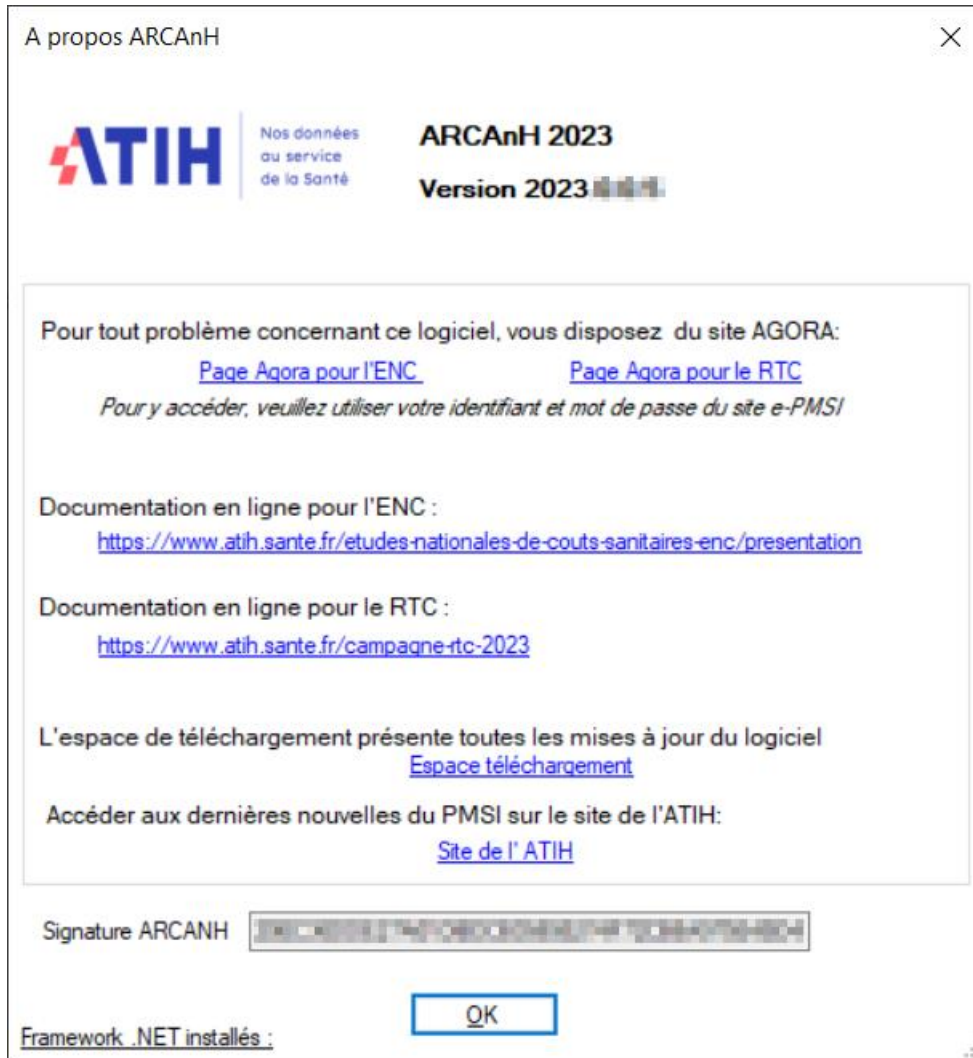 A propos ARCAnH
ATIH
Nos données
au service
de la Santé
ARCAnH 2023
Version 2023
Pour tout problème concernant ce logiciel, vous disposez du site AGORA:
Page Agora pour l'ENC Page Agora pour le RTC
Pour y accéder, veuillez utiliser votre identifiant et mot de passe du site e-PMSI
Documentation en ligne pour l'ENC :
https://www.atih.sante.fr/etudes-nationales-de-couts-sanitaires-enc/presentation
Documentation en ligne pour le RTC :
https://www.atih.sante.fr/campagne-rtc-2023
L'espace de téléchargement présente toutes les mises à jour du logiciel
Espace téléchargement
Accéder aux dernières nouvelles du PMSI sur le site de l'ATIH:
Site de l' ATIH
Signature ARCANH
OK
Framework .NET installés :